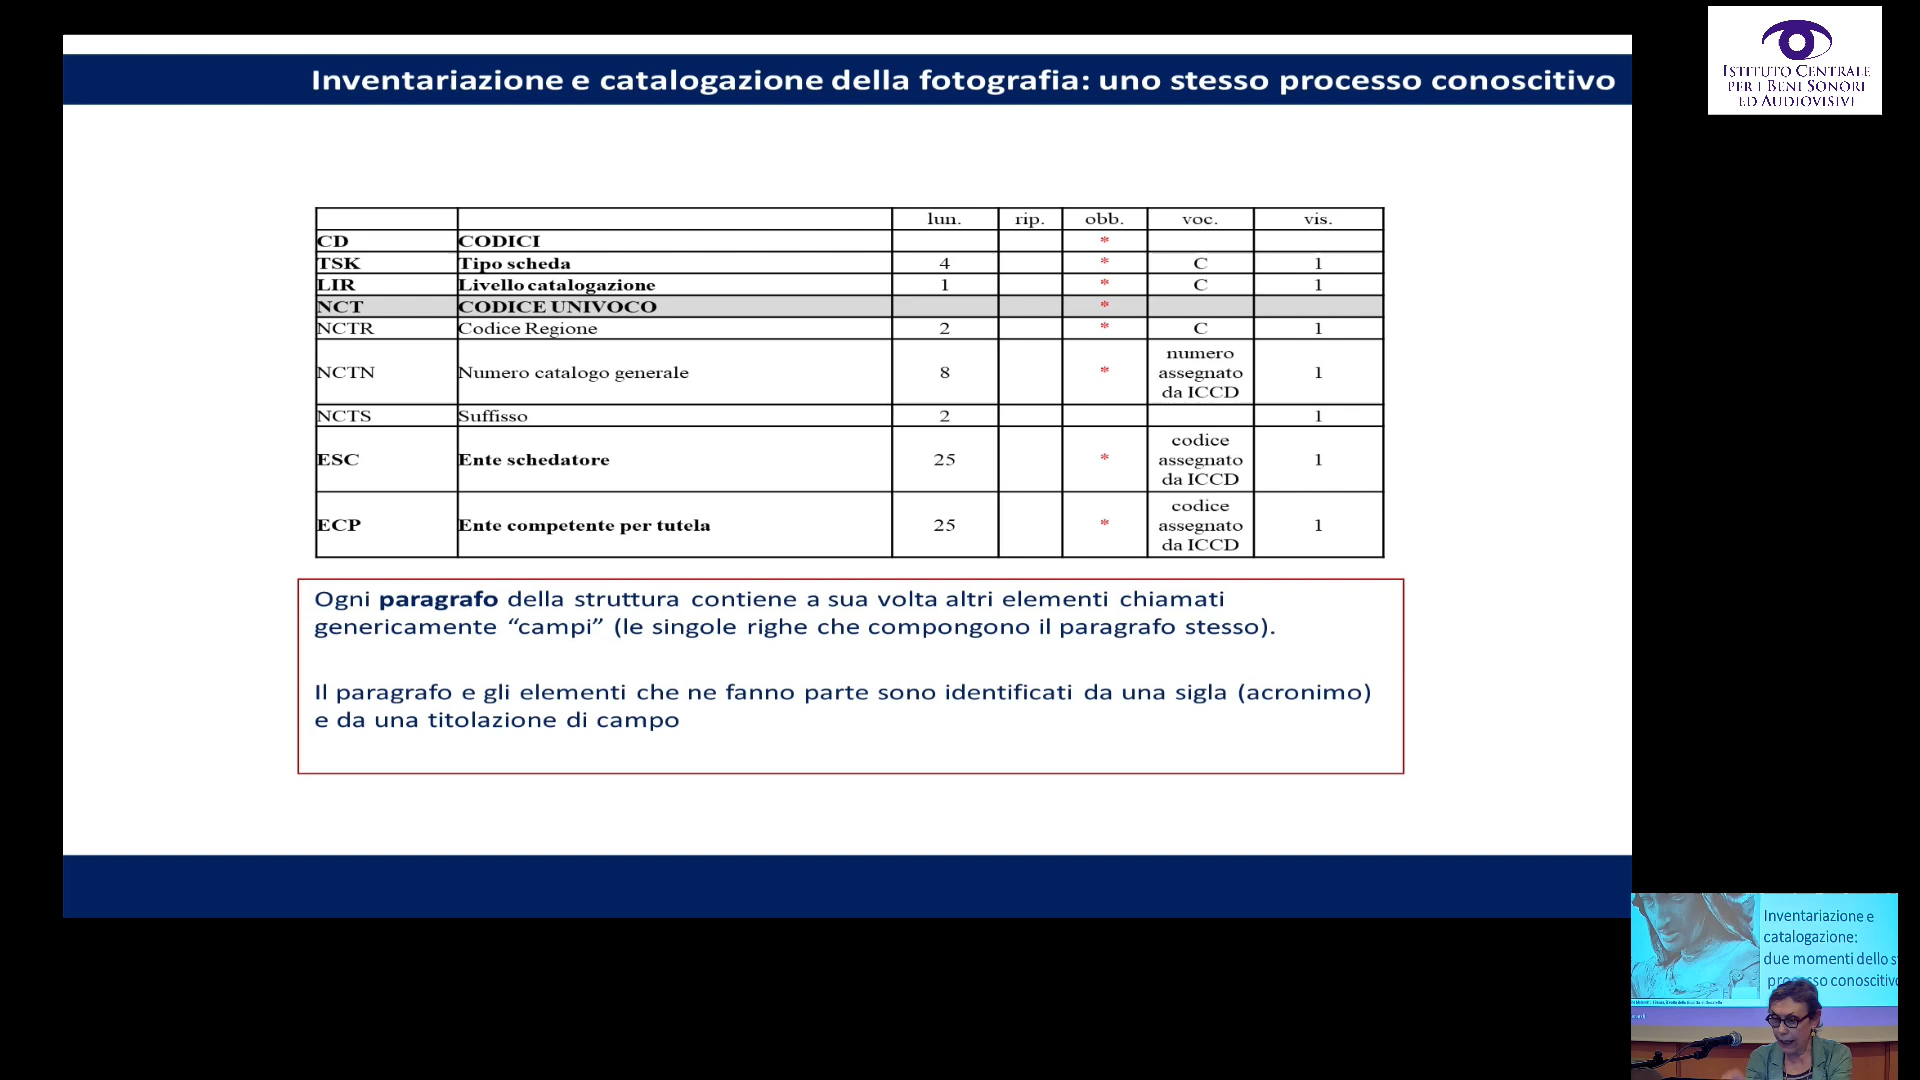 Inventariazione e catalogazione della fotografia: uno stesso processo conoscitivo
ISTITUTO CENTRALE
PER I BENI SONORI
ED AUDIOVISIVI
lun. rip. obb. voc. vis.
CD CODICI *
TSK Tipo scheda 4 * C 1
LIR Livello catalogazione 1 * C 1
NCT CODICE UNIVOCO *
NCTR Codice Regione 2 * C 1
NCTN Numero catalogo generale 8 * numero assegnato da ICCD 1
NCTS Suffisso 2 1
ESC Ente schedatore 25 * codice assegnato da ICCD 1
ECP Ente competente per tutela 25 * codice assegnato da ICCD 1
Ogni paragrafo della struttura contiene a sua volta altri elementi chiamati
genericamente “campi” (le singole righe che compongono il paragrafo stesso).
Il paragrafo e gli elementi che ne fanno parte sono identificati da una sigla (acronimo)
e da una titolazione di campo
Inventariazione e
catalogazione:
due momenti dello s
processo conoscitivo